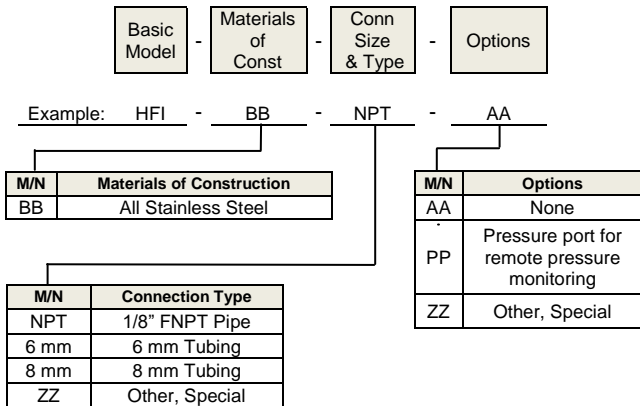 Basic Model - Materials of Const - Conn Size & Type - Options
Example: HFI - BB - NPT - AA
M/N Materials of Construction
BB All Stainless Steel
M/N Options
AA None
PP Pressure port for remote pressure monitoring
ZZ Other, Special
M/N Connection Type
NPT 1/8” FNPT Pipe
6 mm 6 mm Tubing
8 mm 8 mm Tubing
ZZ Other, Special